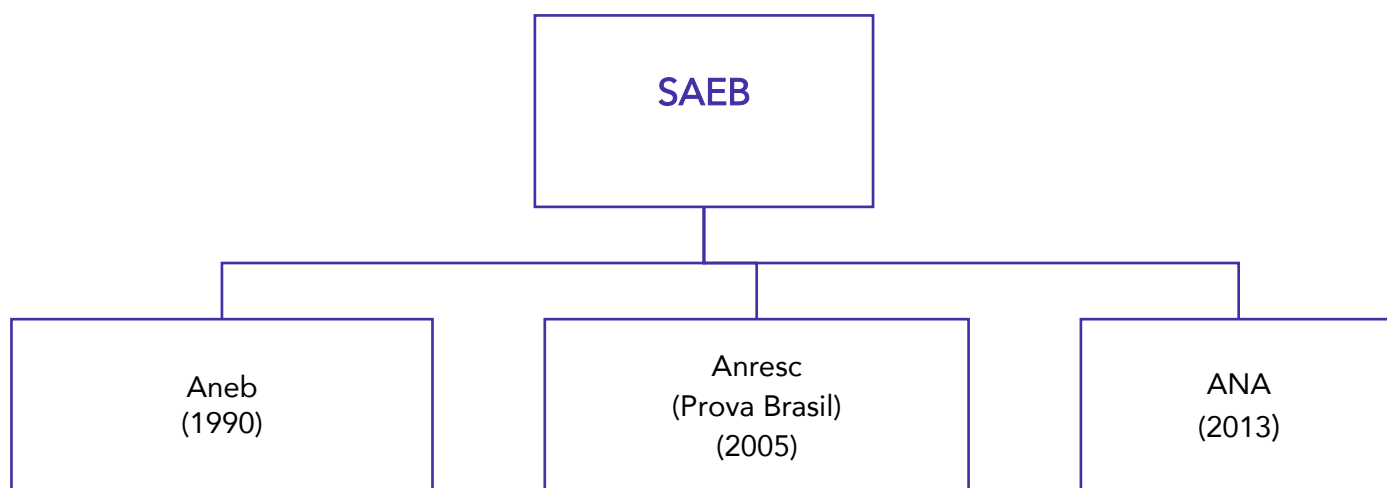 SAEB
Aneb
(1990)
Anresc
(Prova Brasil)
(2005)
ANA
(2013)